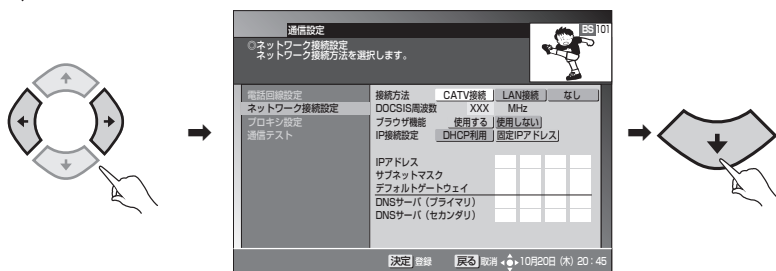 通信設定
BS 101
◎ネットワーク接続設定
ネットワーク接続方法を選択します。
電話回線設定
ネットワーク接続設定
プロキシ設定
通信テスト
接続方法 CATV接続 LAN接続 なし
DOCSIS周波数 XXX MHz
ブラウザ機能 使用する 使用しない
IP接続設定 DHCP利用 固定IPアドレス
IPアドレス
サブネットマスク
デフォルトゲートウェイ
DNSサーバ（プライマリ）
DNSサーバ（セカンダリ）
決定 登録 戻る 取消 10月20日（木）20：45